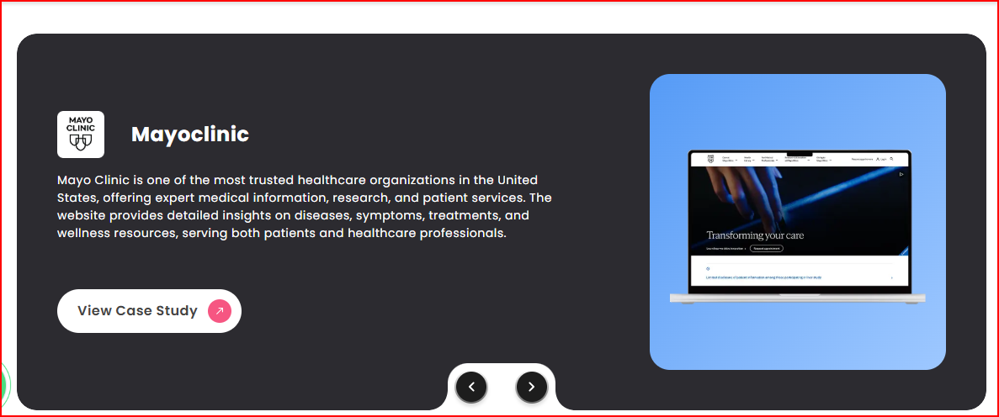 MAYO
CLINIC
Mayoclinic
Mayo Clinic is one of the most trusted healthcare organizations in the United
States, offering expert medical information, research, and patient services. The
website provides detailed insights on diseases, symptoms, treatments, and
wellness resources, serving both patients and healthcare professionals.
View Case Study
Transforming your care
Request appointment